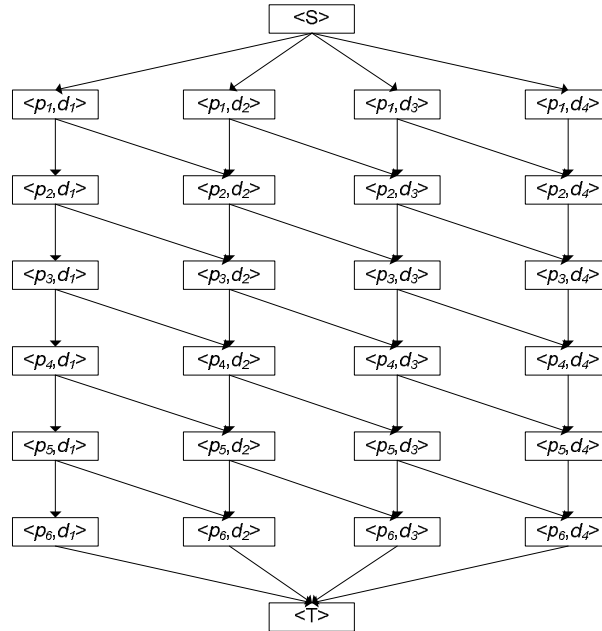 <S>
<p1,d1> <p1,d2> <p1,d3> <p1,d4>
<p2,d1> <p2,d2> <p2,d3> <p2,d4>
<p3,d1> <p3,d2> <p3,d3> <p3,d4>
<p4,d1> <p4,d2> <p4,d3> <p4,d4>
<p5,d1> <p5,d2> <p5,d3> <p5,d4>
<p6,d1> <p6,d2> <p6,d3> <p6,d4>
<T>